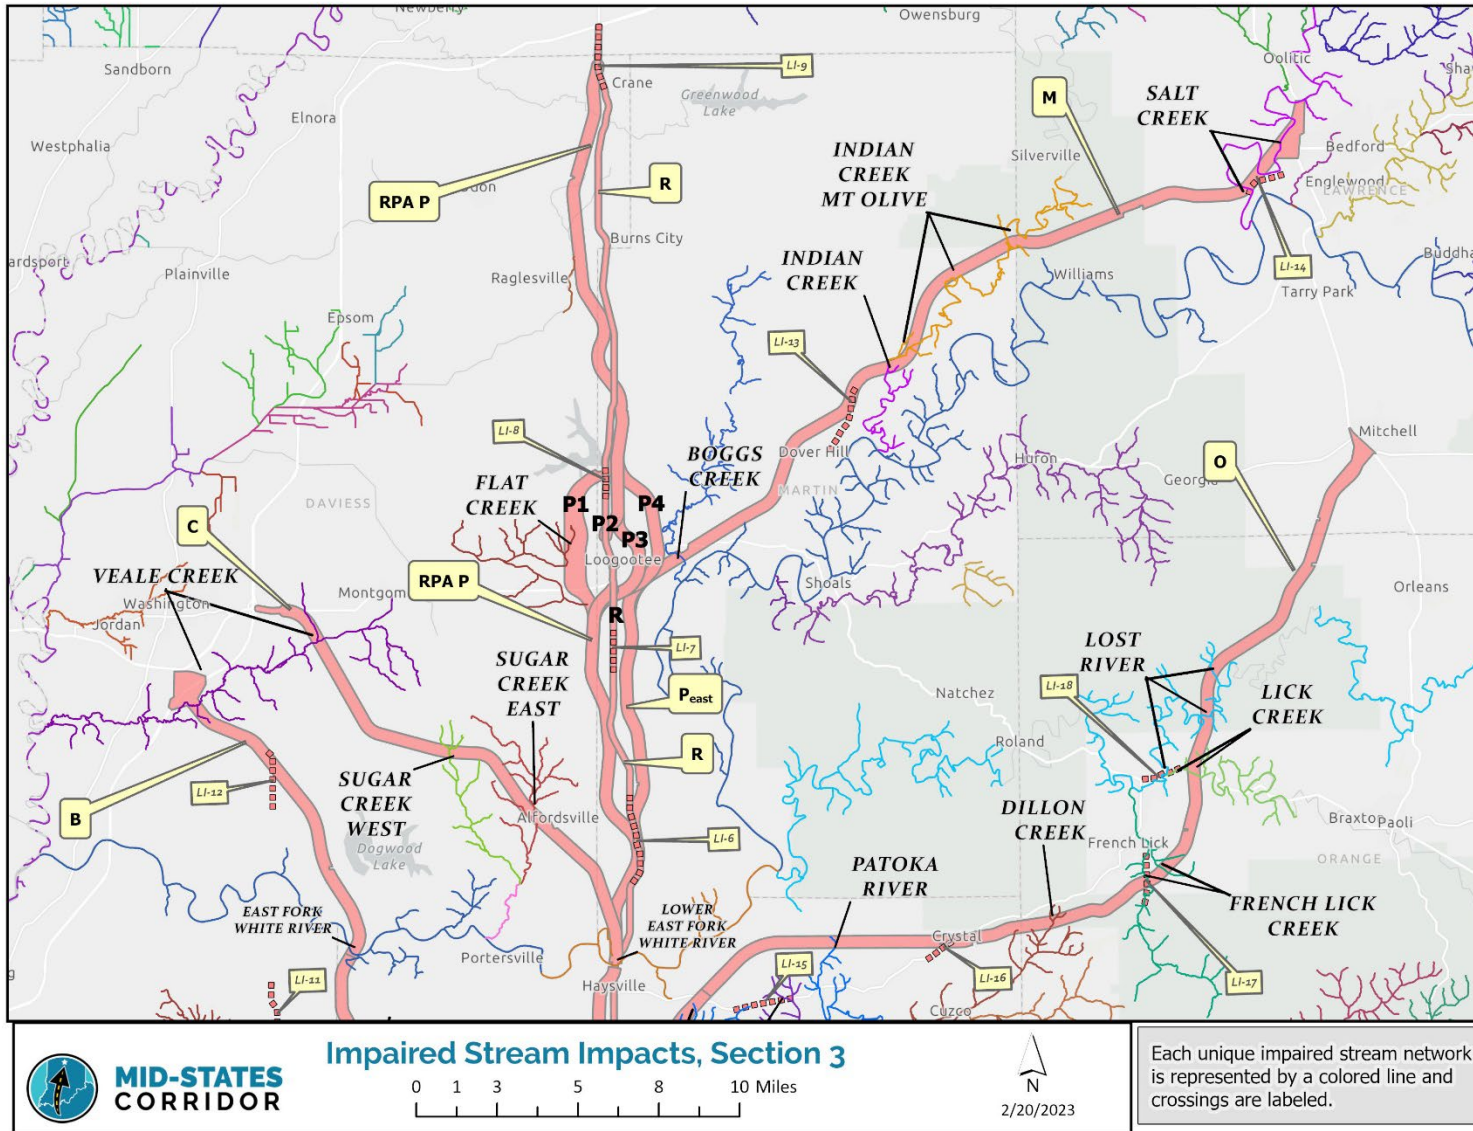 Newberry
Owensburg
Oolitic
Sandborn
LI-9
Crane
Greenwood
Lake
Elnora
M
SALT
CREEK
Westphalia
INDIAN
CREEK
MT OLIVE
Silverville
Bedford
Englewood
LAWRENCE
RPA P
R
Burns City
INDIAN
CREEK
Plainville
Raglesville
Williams
LI-14
Tarry Park
Epsom
LI-13
LI-8
Mitchell
Dover Hill
BOGGS
CREEK
Huron
Georgia
O
FLAT
CREEK
P1
P2
P3
P4
MARTIN
DAVIESS
C
Loogootee
Shoals
VEALE CREEK
Washington
Jordan
Montgom
RPA P
R
Orleans
LI-7
SUGAR
CREEK
EAST
LOST
RIVER
Peast
Natchez
LI-18
LICK
CREEK
Roland
R
LI-12
B
SUGAR
CREEK
WEST
Alfordsville
Dogwood
Lake
LI-6
DILLON
CREEK
French Lick
Braxto
Paoli
ORANGE
PATOKA
RIVER
FRENCH LICK
CREEK
EAST FORK
WHITE RIVER
LOWER
EAST FORK
WHITE RIVER
Crystal
Portersville
LI-11
Haysville
LI-15
LI-16
LI-17
Cuzco
MID-STATES
CORRIDOR
Impaired Stream Impacts, Section 3
0 1 3 5 8 10 Miles
N
2/20/2023
Each unique impaired stream network
is represented by a colored line and
crossings are labeled.